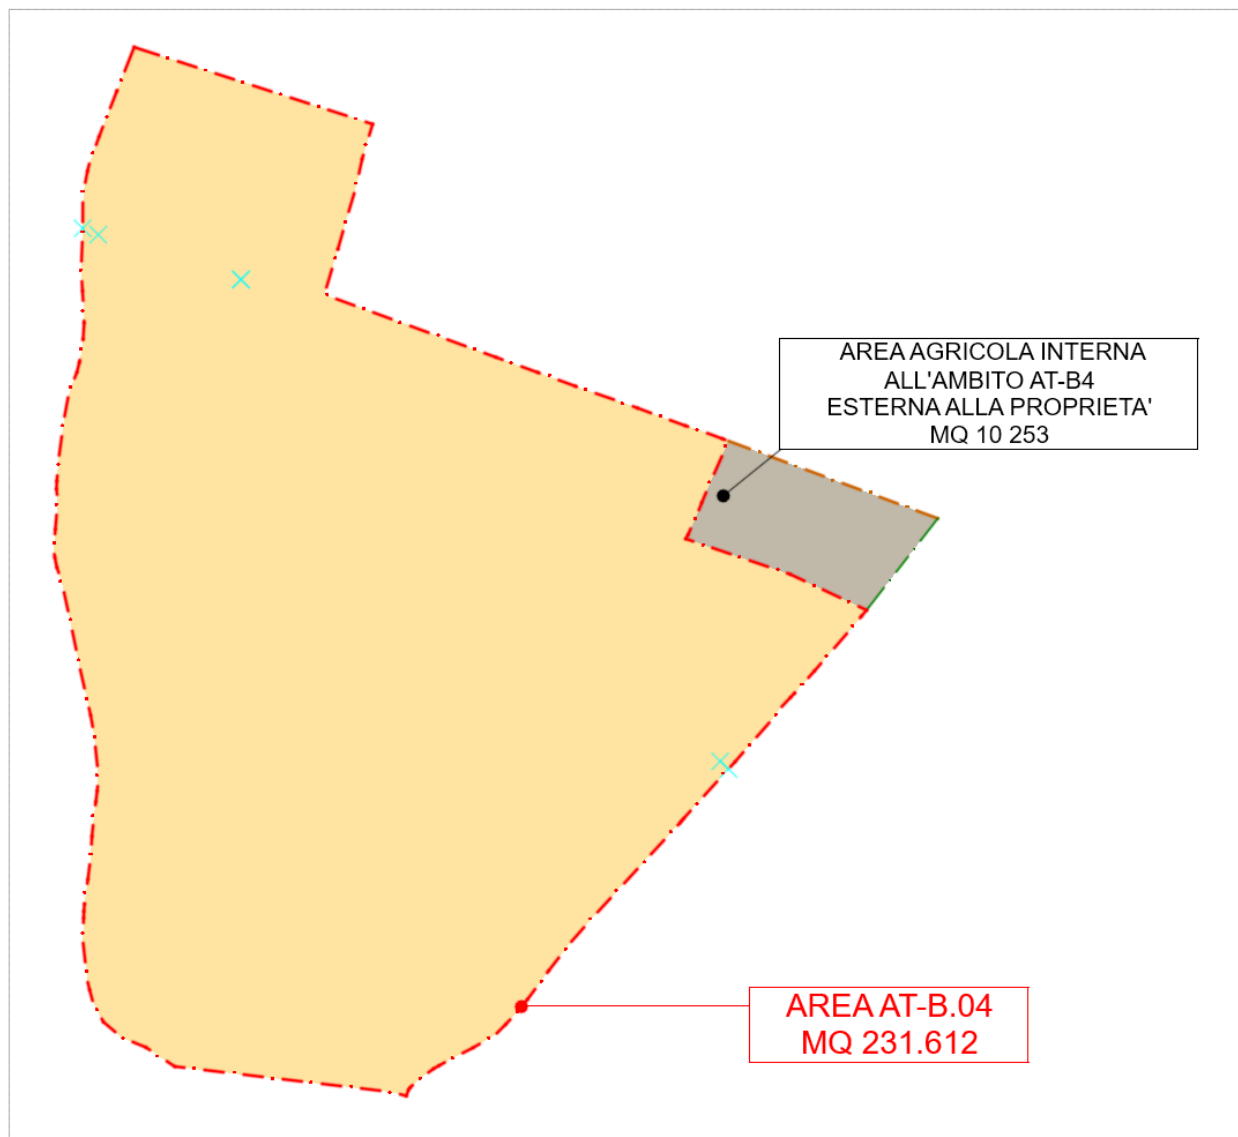 AREA AGRICOLA INTERNA
ALL'AMBITO AT-B4
ESTERNA ALLA PROPRIETA'
MQ 10 253
AREA AT-B.04
MQ 231.612